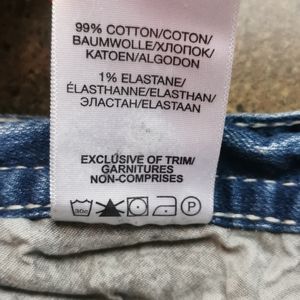 99% COTTON/COTON/
BAUMWOLLE/ХЛОПОК/
KATOEN/ALGODON
1% ELASTANE/
ÉLASTHANNE/ELASTHAN/
ЭЛАСТАН/ELASTAAN
EXCLUSIVE OF TRIM/
GARNITURES
NON-COMPRISES
30c P